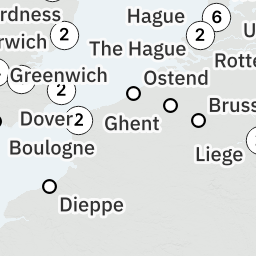 rdness
Hague
6
rwich
2
2
U
The Hague
Rotte
Greenwich
Ostend
2
Dover
2
Ghent
Bruss
Boulogne
Liege
Dieppe